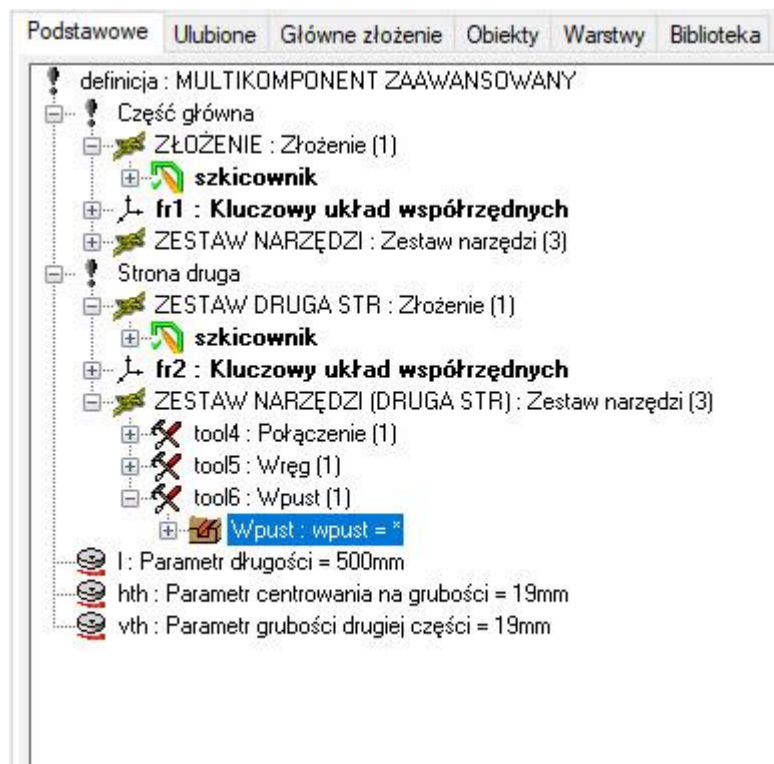 Podstawowe Ulubione Główne złożenie Obiekty Warstwy Biblioteka
definicja : MULTIKOMPONENT ZAAWANSOWANY
Część główna
ZŁOŻENIE : Złożenie (1)
szkicownik
fr1 : Kluczowy układ współrzędnych
ZESTAW NARZĘDZI : Zestaw narzędzi (3)
Strona druga
ZESTAW DRUGA STR : Złożenie (1)
szkicownik
fr2 : Kluczowy układ współrzędnych
ZESTAW NARZĘDZI (DRUGA STR) : Zestaw narzędzi (3)
tool4 : Połączenie (1)
tool5 : Wręg (1)
tool6 : Wpust (1)
Wpust : wpust = *
l : Parametr długości = 500mm
hth : Parametr centrowania na grubości = 19mm
vth : Parametr grubości drugiej części = 19mm